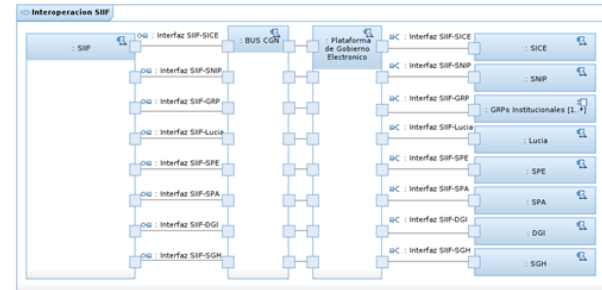 Interoperacion SIIF
: SIIF
: Interfaz SIIF-SICE
: BUS CGN
: Plataforma
de Gobierno
Electronico
: Interfaz SIIF-SICE
: SICE
: Interfaz SIIF-SNIP
: Interfaz SIIF-SNIP
: SNIP
: Interfaz SIIF-GRP
: Interfaz SIIF-GRP
: GRPs Institucionales [1..*]
: Interfaz SIIF-Lucia
: Interfaz SIIF-Lucia
: Lucia
: Interfaz SIIF-SPE
: Interfaz SIIF-SPE
: SPE
: Interfaz SIIF-SPA
: Interfaz SIIF-SPA
: SPA
: Interfaz SIIF-DGI
: Interfaz SIIF-DGI
: DGI
: Interfaz SIIF-SGH
: Interfaz SIIF-SGH
: SGH